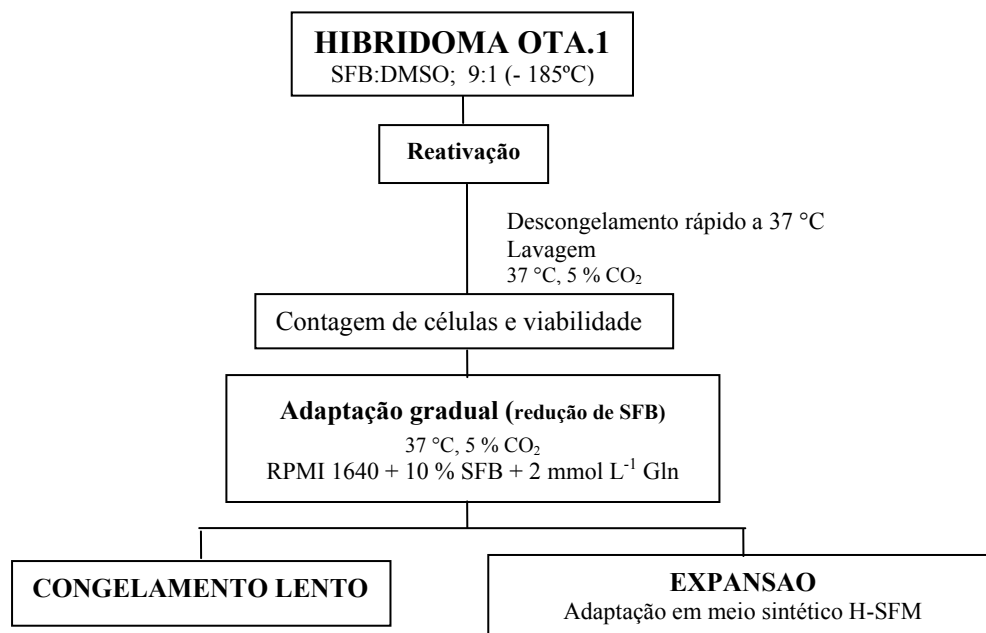 HIBRIDOMA OTA.1
SFB:DMSO; 9:1 (- 185ºC)
Reativação
Descongelamento rápido a 37 °C
Lavagem
37 °C, 5 % CO₂
Contagem de células e viabilidade
Adaptação gradual (redução de SFB)
37 °C, 5 % CO₂
RPMI 1640 + 10 % SFB + 2 mmol L⁻¹ Gln
CONGELAMENTO LENTO
EXPANSAO
Adaptação em meio sintético H-SFM